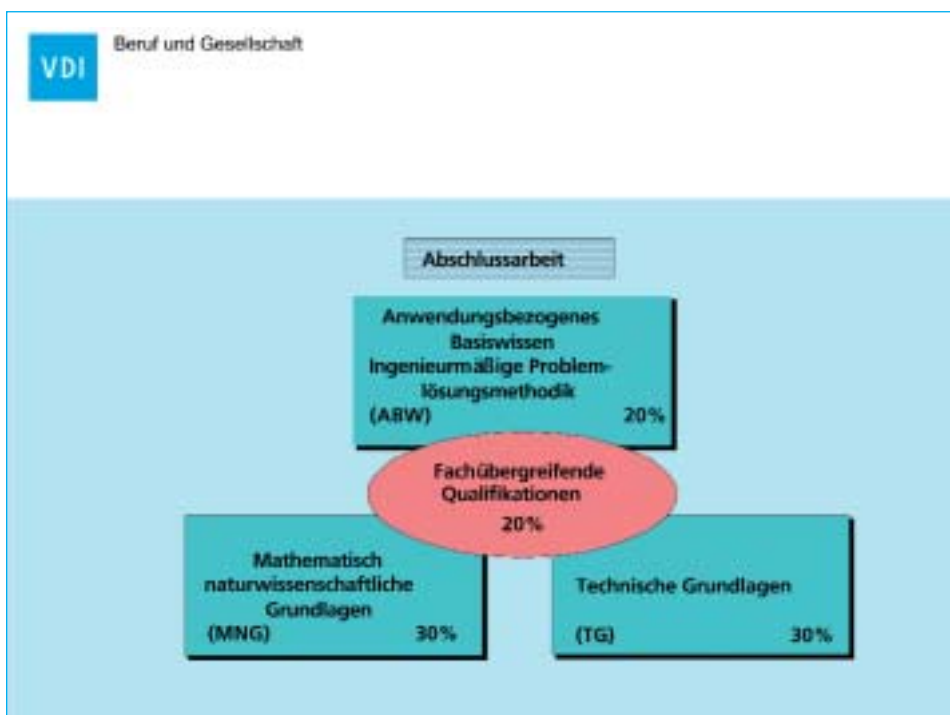 VDI
Beruf und Gesellschaft
Abschlussarbeit
Anwendungsbezogenes
Basiswissen
Ingenieurmäßige Problem-
lösungsmethodik
(ABW) 20%
Fachübergreifende
Qualifikationen
20%
Mathematisch
naturwissenschaftliche
Grundlagen
(MNG) 30%
Technische Grundlagen
(TG) 30%